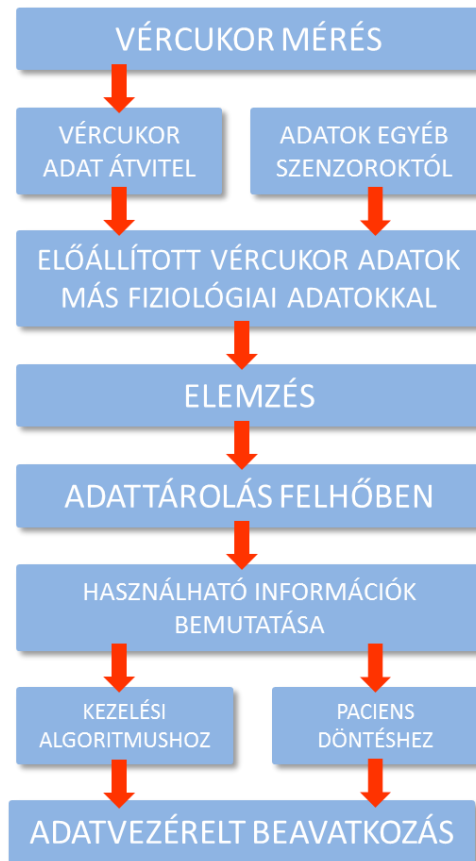 VÉRCUKOR MÉRÉS
VÉRCUKOR
ADAT ÁTVITEL
ADATOK EGYÉB
SZENZOROKTÓL
ELŐÁLLÍTOTT VÉRCUKOR ADATOK
MÁS FIZIOLÓGIAI ADATOKKAL
ELEMZÉS
ADATTÁROLÁS FELHŐBEN
HASZNÁLHATÓ INFORMÁCIÓK
BEMUTATÁSA
KEZELÉSI
ALGORITMUSHOZ
PACIENS
DÖNTÉSHEZ
ADATVEZÉRELT BEAVATKOZÁS